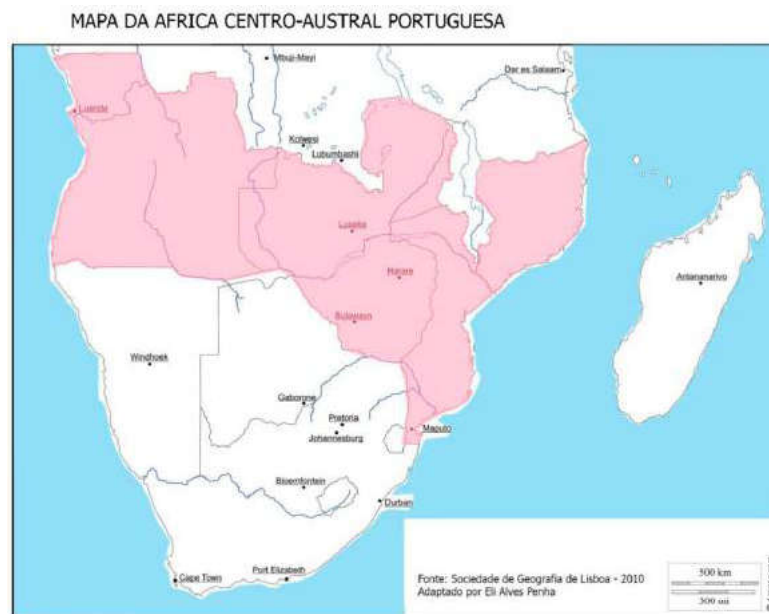 MAPA DA AFRICA CENTRO-AUSTRAL PORTUGUESA
Mbuji-Mayi
Dar es Salaam
Luanda
Kolwesi
Lubumbashi
Lusaka
Harare
Antananarivo
Bulawayo
Windhoek
Gaborone
Pretoria
Johannesburg
Maputo
Bloemfontein
Durban
Cape Town
Port Elizabeth
Fonte: Sociedade de Geografia de Lisboa - 2010
Adaptado por Eli Alves Penha
500 km
300 mi